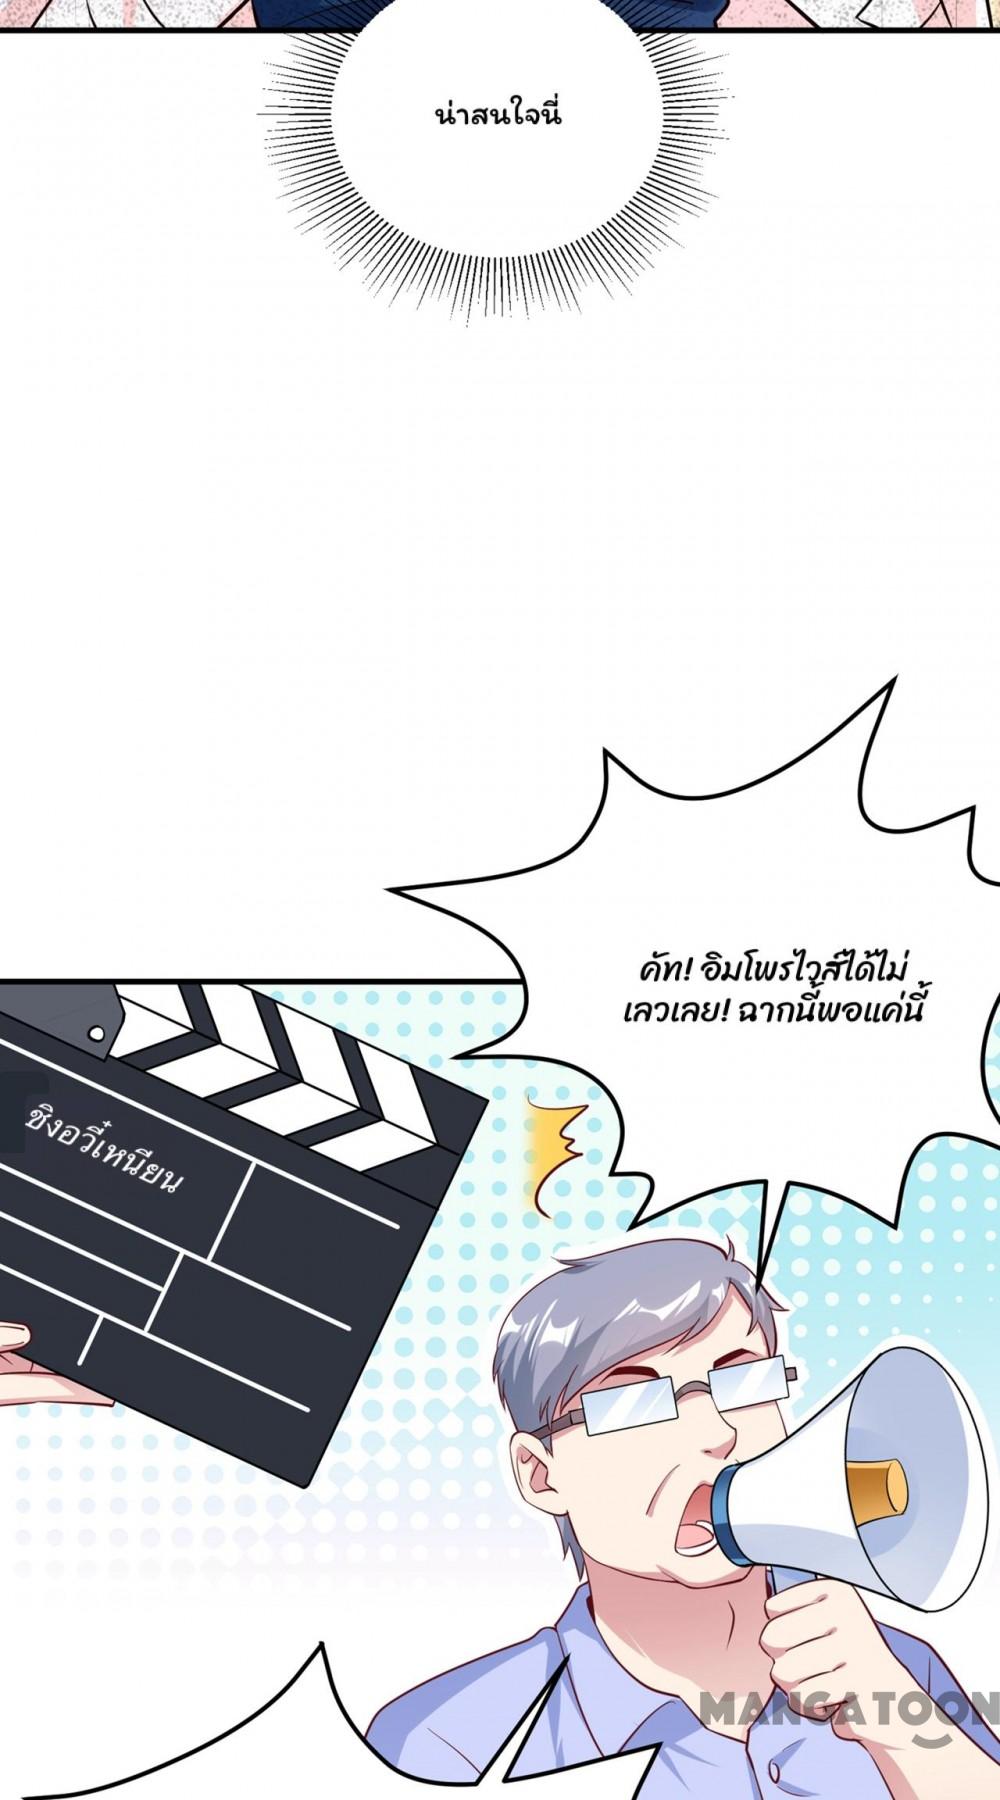 น่าสนใจนี่
คัท! อิมโพรไวส์ได้ไม่
เลวเลย! ฉากนี้พอแค่นี้
ชิงอวี๋เหนียน
MANGATOON